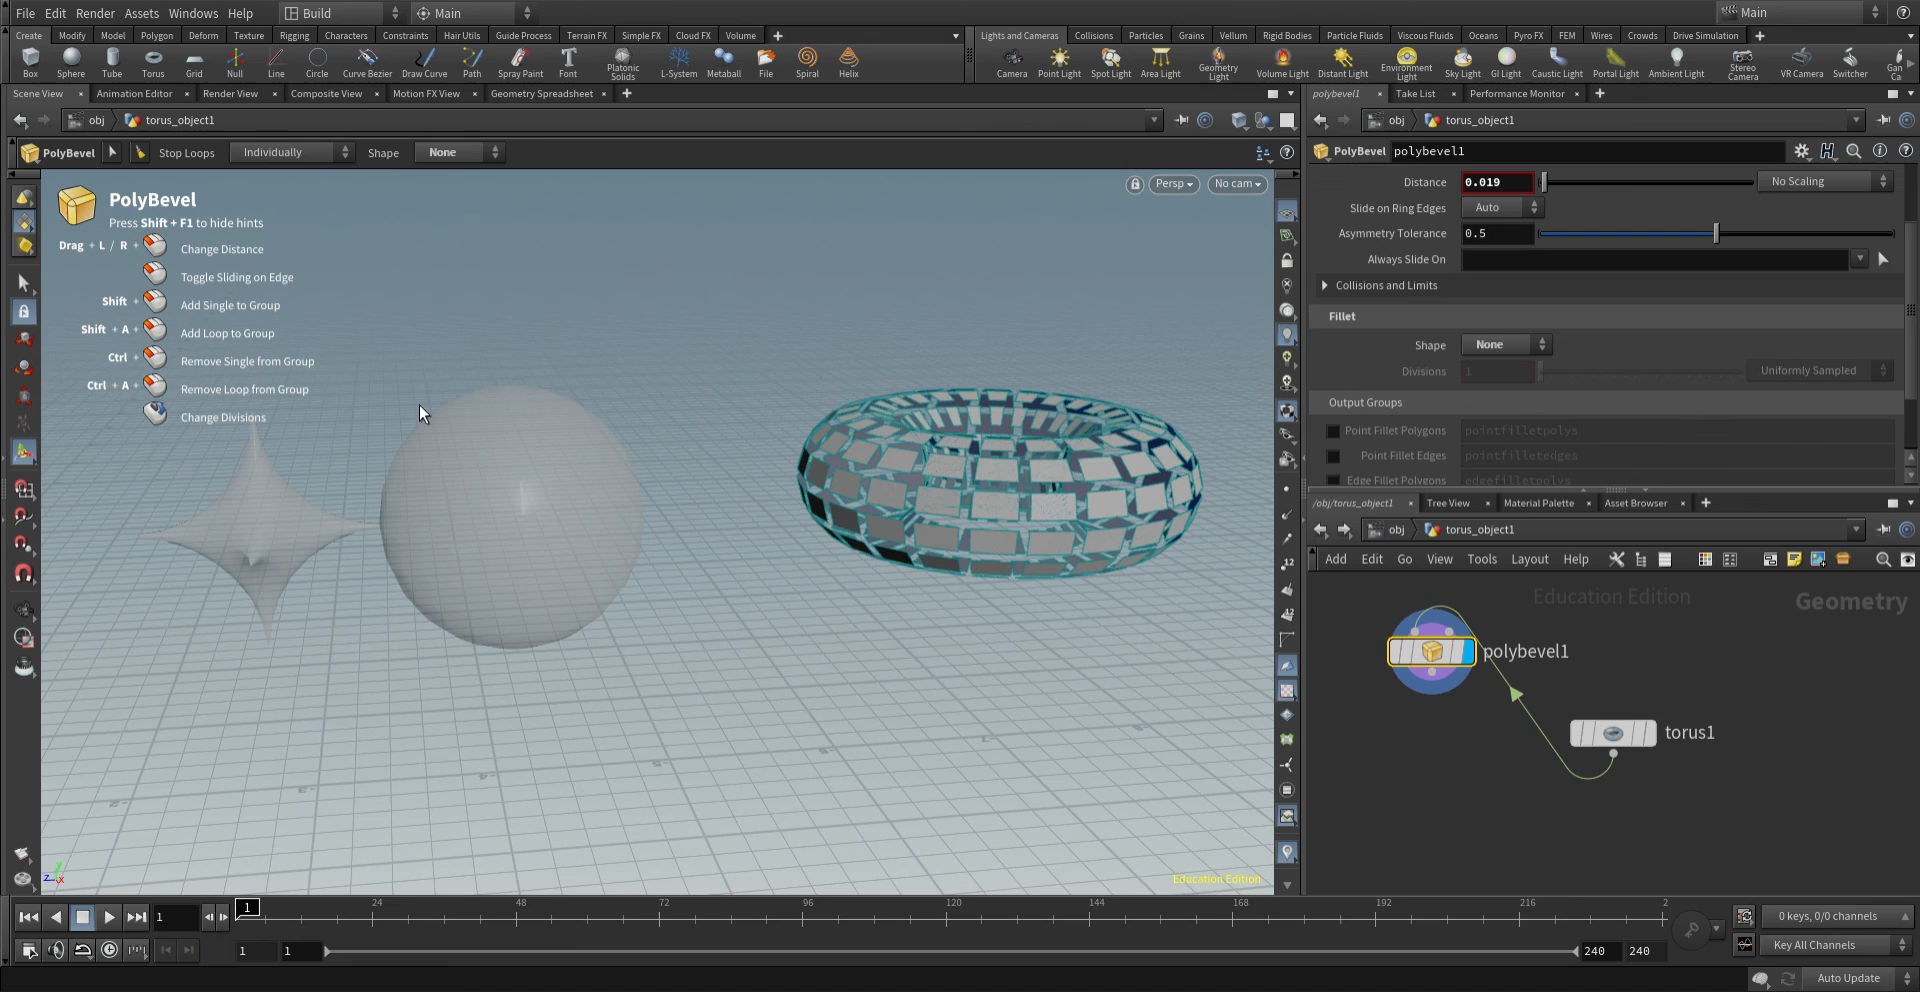 File Edit Render Assets Windows Help Build Main Main
Create Modify Model Polygon Deform Texture Rigging Characters Constraints Hair Utils Guide Process Terrain FX Simple FX Cloud FX Volume
Lights and Cameras Collisions Particles Grains Vellum Rigid Bodies Particle Fluids Viscous Fluids Oceans Pyro FX FEM Wires Crowds Drive Simulation
Box Sphere Tube Torus Grid Null Line Circle Curve Bezier Draw Curve Path Spray Paint Font Platonic Solids L-System Metaball File Spiral Helix
Camera Point Light Spot Light Area Light Geometry Light Volume Light Distant Light Environment Light Sky Light GI Light Caustic Light Portal Light Ambient Light Stereo Camera VR Camera Switcher Gan Ca
Scene View Animation Editor Render View Composite View Motion FX View Geometry Spreadsheet
obj torus_object1
PolyBevel Stop Loops Individually Shape None
PolyBevel
Persp No cam
Press Shift + F1 to hide hints
Drag + L / R + Change Distance
Toggle Sliding on Edge
Shift + Add Single to Group
Shift + A + Add Loop to Group
Ctrl + Remove Single from Group
Ctrl + A + Remove Loop from Group
Change Divisions
Z x
Education Edition
polybevel1 Take List Performance Monitor
obj torus_object1
PolyBevel polybevel1
Distance 0.019 No Scaling
Slide on Ring Edges Auto
Asymmetry Tolerance 0.5
Always Slide On
Collisions and Limits
Fillet
Shape None
Divisions 1 Uniformly Sampled
Output Groups
Point Fillet Polygons pointfilletpolys
Point Fillet Edges pointfilletedges
Edge Fillet Polygons edgefilletpolys
/obj/torus_object1 Tree View Material Palette Asset Browser
obj torus_object1
Add Edit Go View Tools Layout Help
Education Edition Geometry
polybevel1
torus1
1 1 24 48 72 96 120 144 168 192 216 2
0 keys, 0/0 channels
1 1 240 240 Key All Channels
Auto Update